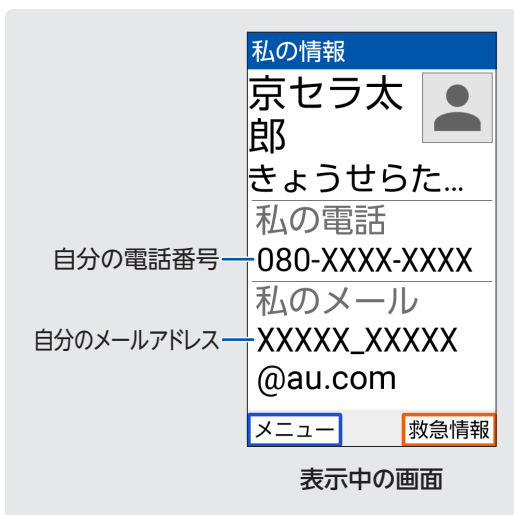 私の情報
京セラ太
郎
きょうせらた...
私の電話
自分の電話番号
080-XXXX-XXXX
私のメール
自分のメールアドレス
XXXXX_XXXXX
@au.com
メニュー
救急情報
表示中の画面